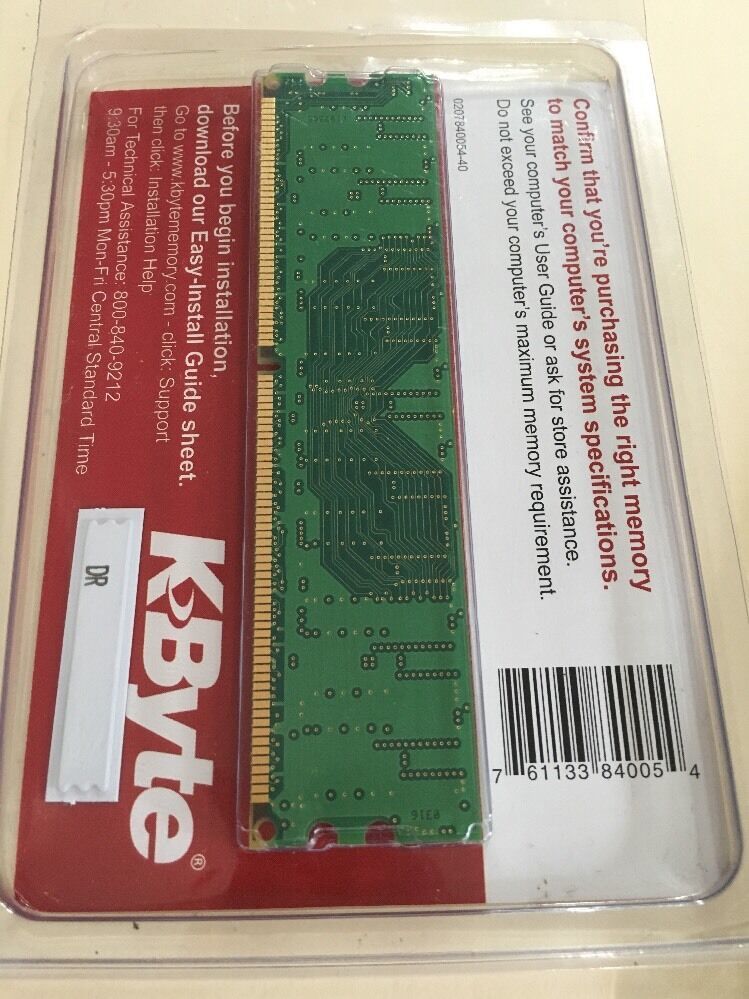 Confirm that you're purchasing the right memory
to match your computer's system specifications.
See your computer's User Guide or ask for store assistance.
Do not exceed your computer's maximum memory requirement.
0207840054-40
7 61133 84005 4
Before you begin installation,
download our Easy-Install Guide sheet.
Go to www.kbytememory.com - click: Support
then click: Installation Help
For Technical Assistance: 800-840-9212
9:30am - 5:30pm Mon-Fri Central Standard Time
KByte®
DR